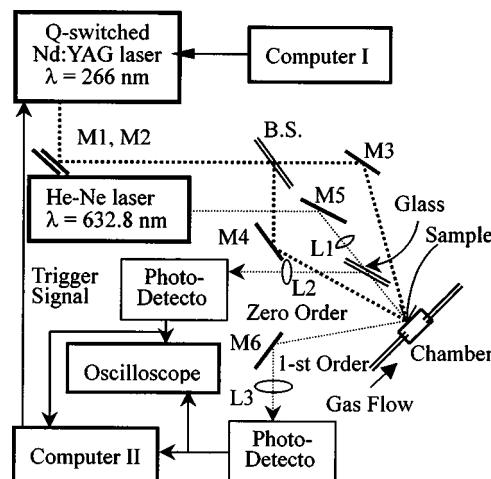 Q-switched
Nd:YAG laser
λ = 266 nm
Computer I
M1, M2
B.S.
M3
He-Ne laser
λ = 632.8 nm
M5
Glass
Sample
M4
L1
Trigger
Signal
Photo-
Detecto
L2
Zero Order
M6
1-st Order
Chamber
Oscilloscope
L3
Gas Flow
Computer II
Photo-
Detecto